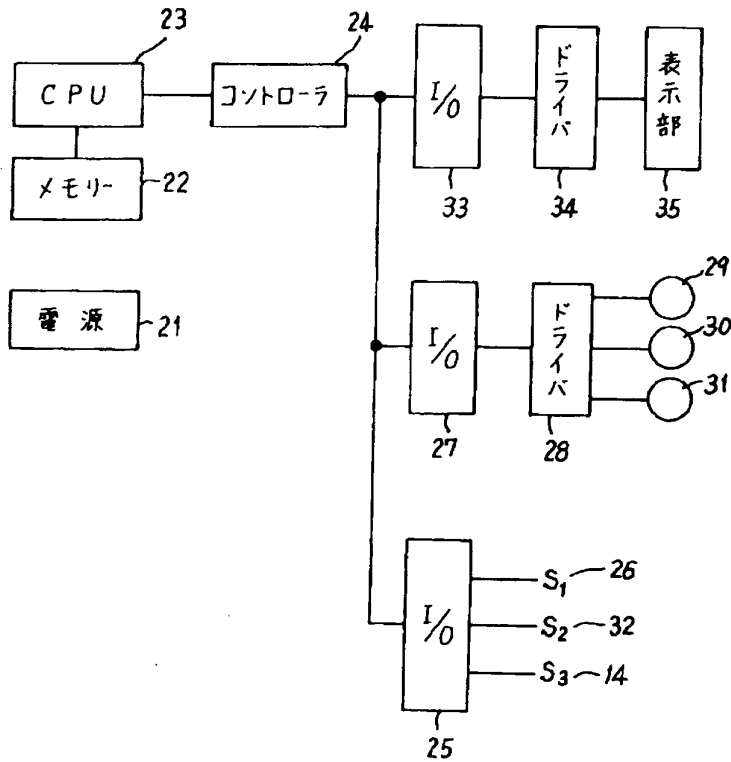 23
CPU
24
コントローラ
メモリー
22
電源
21
I/O
33
ドライバ
34
表示部
35
I/O
27
ドライバ
28
29
30
31
I/O
25
S₁ 26
S₂ 32
S₃ 14